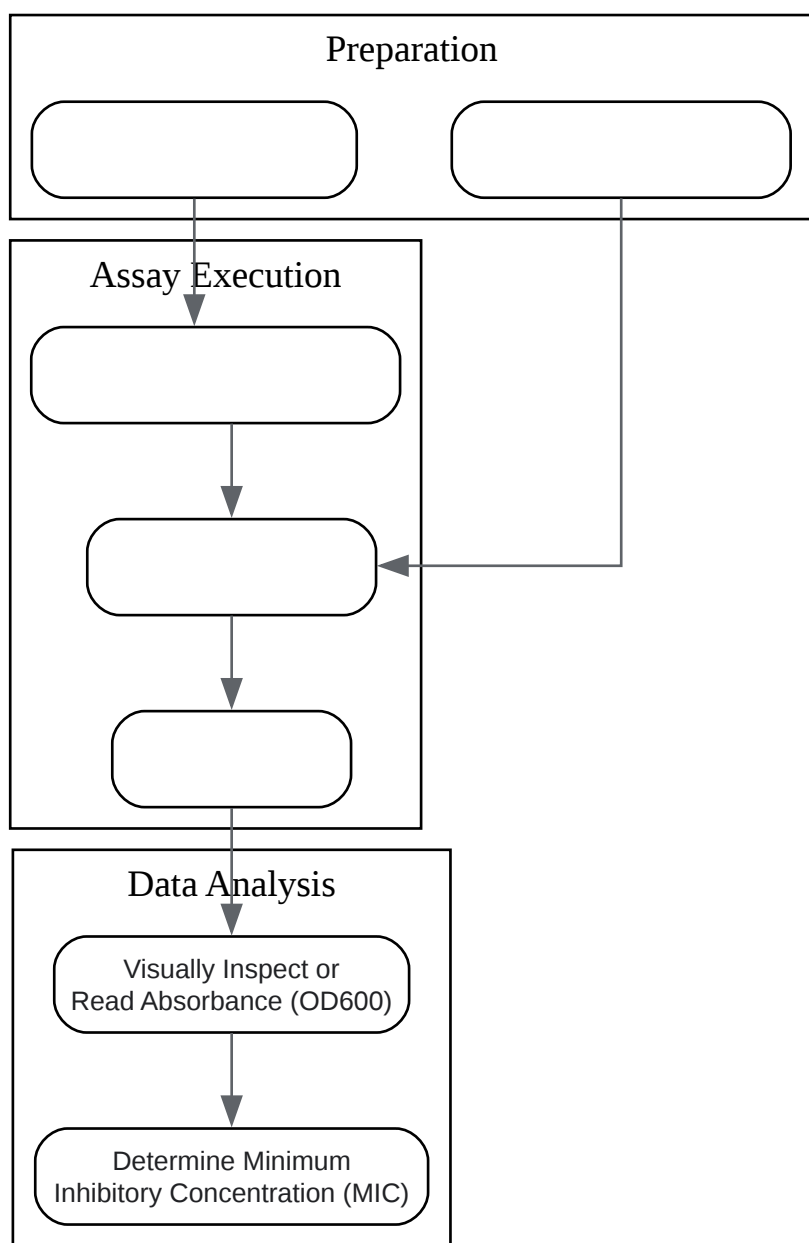 Preparation
Assay Execution
Data Analysis
Visually Inspect or
Read Absorbance (OD600)
Determine Minimum
Inhibitory Concentration (MIC)